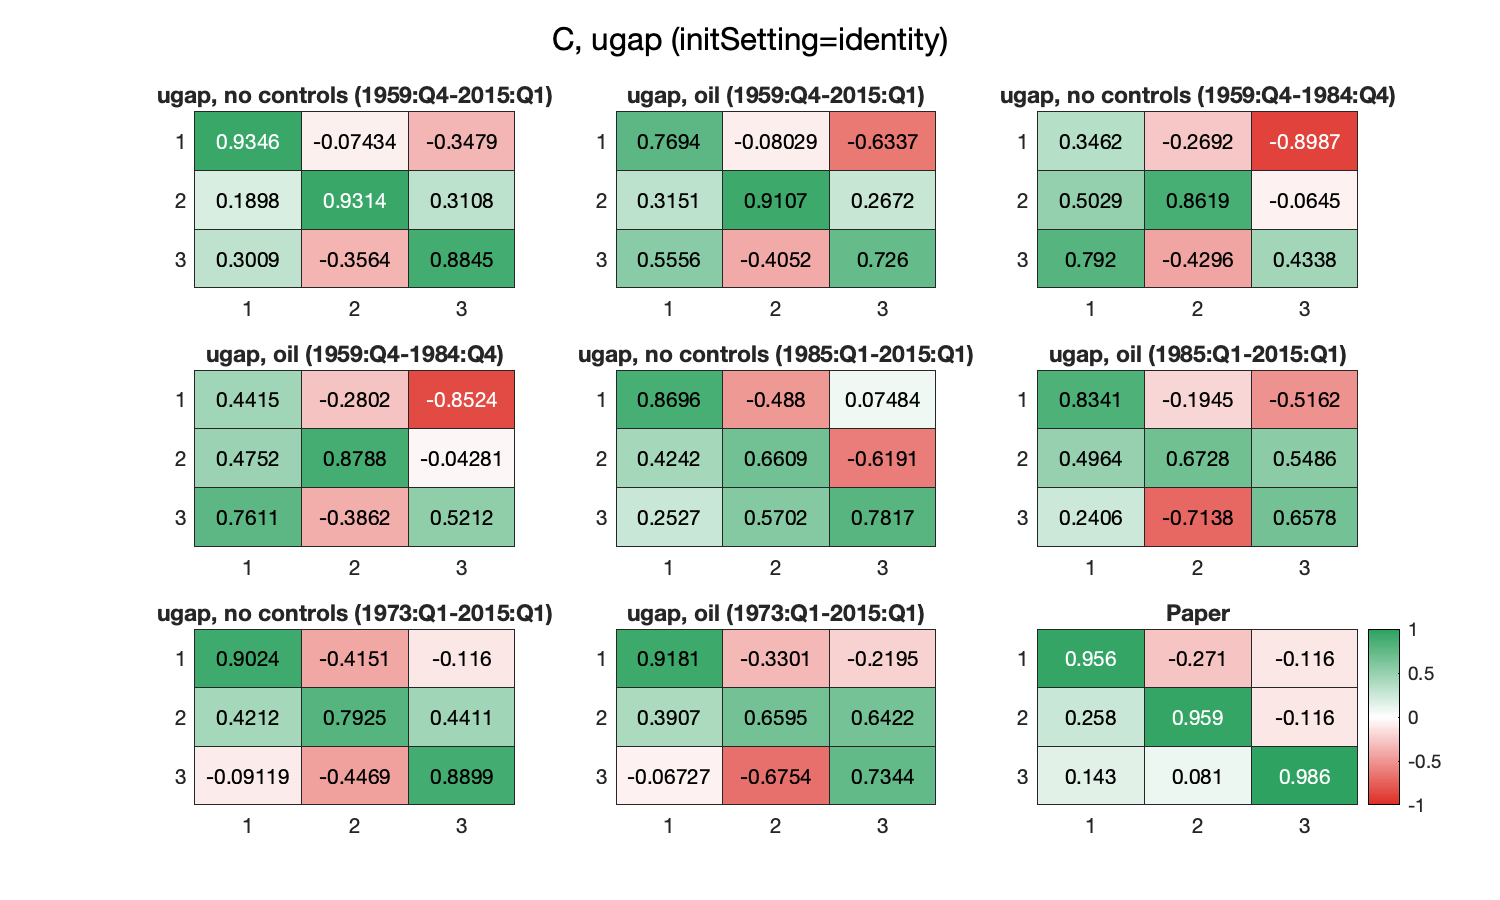 C, ugap (initSetting=identity)
ugap, no controls (1959:Q4-2015:Q1)
1 0.9346 -0.07434 -0.3479
2 0.1898 0.9314 0.3108
3 0.3009 -0.3564 0.8845
1 2 3
ugap, oil (1959:Q4-2015:Q1)
1 0.7694 -0.08029 -0.6337
2 0.3151 0.9107 0.2672
3 0.5556 -0.4052 0.726
1 2 3
ugap, no controls (1959:Q4-1984:Q4)
1 0.3462 -0.2692 -0.8987
2 0.5029 0.8619 -0.0645
3 0.792 -0.4296 0.4338
1 2 3
ugap, oil (1959:Q4-1984:Q4)
1 0.4415 -0.2802 -0.8524
2 0.4752 0.8788 -0.04281
3 0.7611 -0.3862 0.5212
1 2 3
ugap, no controls (1985:Q1-2015:Q1)
1 0.8696 -0.488 0.07484
2 0.4242 0.6609 -0.6191
3 0.2527 0.5702 0.7817
1 2 3
ugap, oil (1985:Q1-2015:Q1)
1 0.8341 -0.1945 -0.5162
2 0.4964 0.6728 0.5486
3 0.2406 -0.7138 0.6578
1 2 3
ugap, no controls (1973:Q1-2015:Q1)
1 0.9024 -0.4151 -0.116
2 0.4212 0.7925 0.4411
3 -0.09119 -0.4469 0.8899
1 2 3
ugap, oil (1973:Q1-2015:Q1)
1 0.9181 -0.3301 -0.2195
2 0.3907 0.6595 0.6422
3 -0.06727 -0.6754 0.7344
1 2 3
Paper
1 0.956 -0.271 -0.116
2 0.258 0.959 -0.116
3 0.143 0.081 0.986
1 2 3
1
0.5
0
-0.5
-1